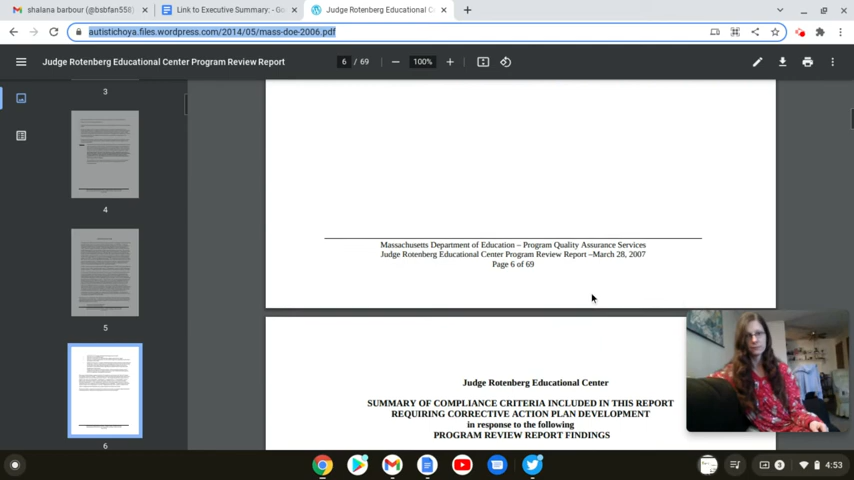 shalana barbour (@bsbfan558)
Link to Executive Summary: - Go
Judge Rotenberg Educational C
autistichoya.files.wordpress.com/2014/05/mass-doe-2006.pdf
Judge Rotenberg Educational Center Program Review Report
6 / 69
100%
3
4
5
6
Massachusetts Department of Education – Program Quality Assurance Services
Judge Rotenberg Educational Center Program Review Report –March 28, 2007
Page 6 of 69
Judge Rotenberg Educational Center
SUMMARY OF COMPLIANCE CRITERIA INCLUDED IN THIS REPORT
REQUIRING CORRECTIVE ACTION PLAN DEVELOPMENT
in response to the following
PROGRAM REVIEW REPORT FINDINGS
3
4:53